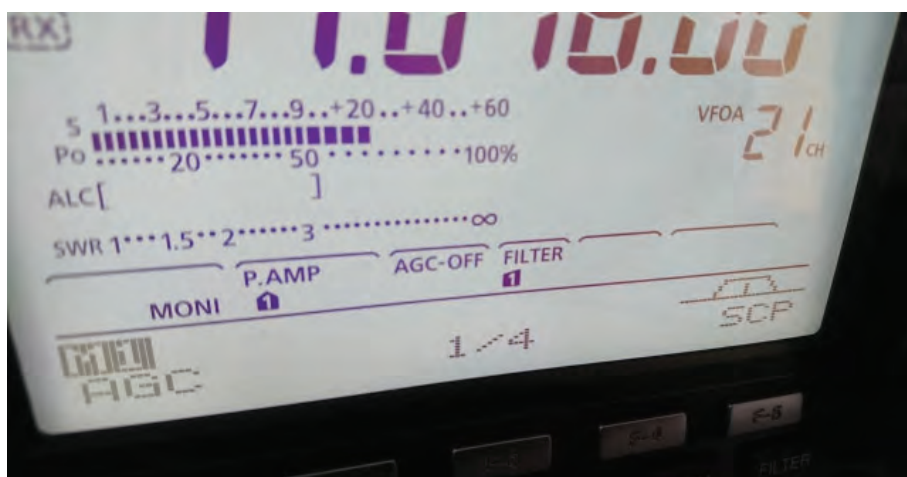 RX
S 1...3...5...7...9..+20..+40..+60
Po ......20.......50..........100%
VFOA 21 CH
ALC[ ]
SWR 1•••1.5••2••••••3•••••••••••••••∞
MONI P.AMP 1 AGC-OFF FILTER 1
AGC 1/4 SCP
F-5
FILTER